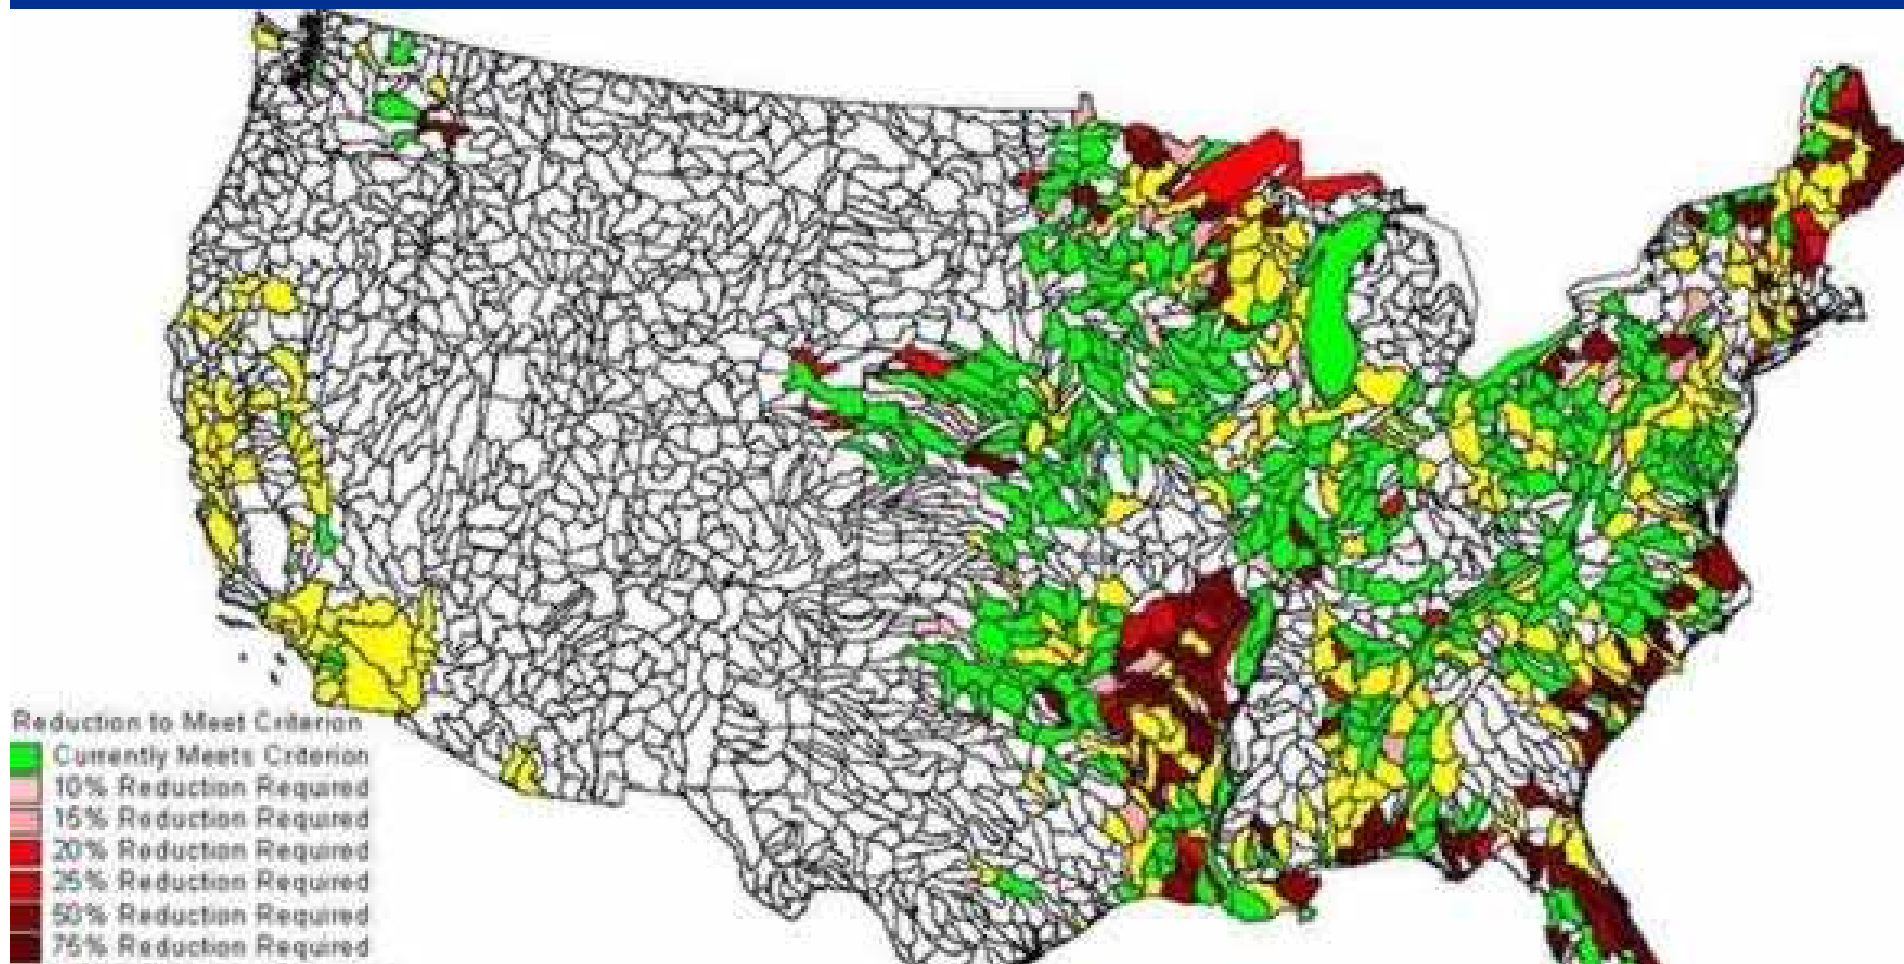 Reduction to Meet Criterion
Currently Meets Criterion
10% Reduction Required
15% Reduction Required
20% Reduction Required
25% Reduction Required
50% Reduction Required
75% Reduction Required